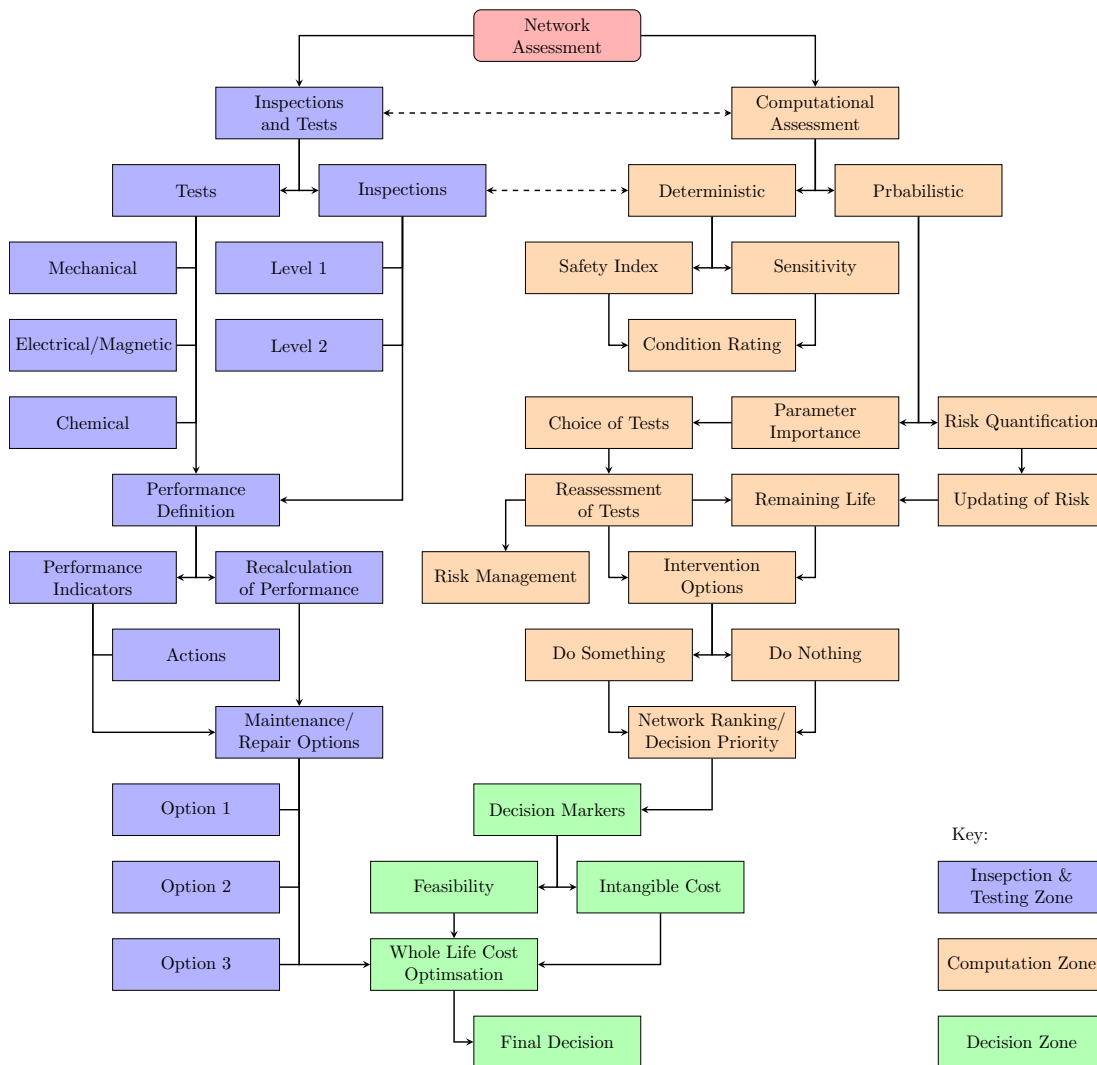 Network
Assessment
Inspections
and Tests
Computational
Assessment
Tests
Inspections
Deterministic
Prbabilistic
Mechanical
Level 1
Safety Index
Sensitivity
Electrical/Magnetic
Level 2
Condition Rating
Chemical
Choice of Tests
Parameter
Importance
Risk Quantification
Performance
Definition
Reassessment
of Tests
Remaining Life
Updating of Risk
Performance
Indicators
Recalculation
of Performance
Risk Management
Intervention
Options
Actions
Do Something
Do Nothing
Maintenance/
Repair Options
Network Ranking/
Decision Priority
Option 1
Decision Markers
Key:
Option 2
Feasibility
Intangible Cost
Insepction &
Testing Zone
Option 3
Whole Life Cost
Optimsation
Computation Zone
Final Decision
Decision Zone